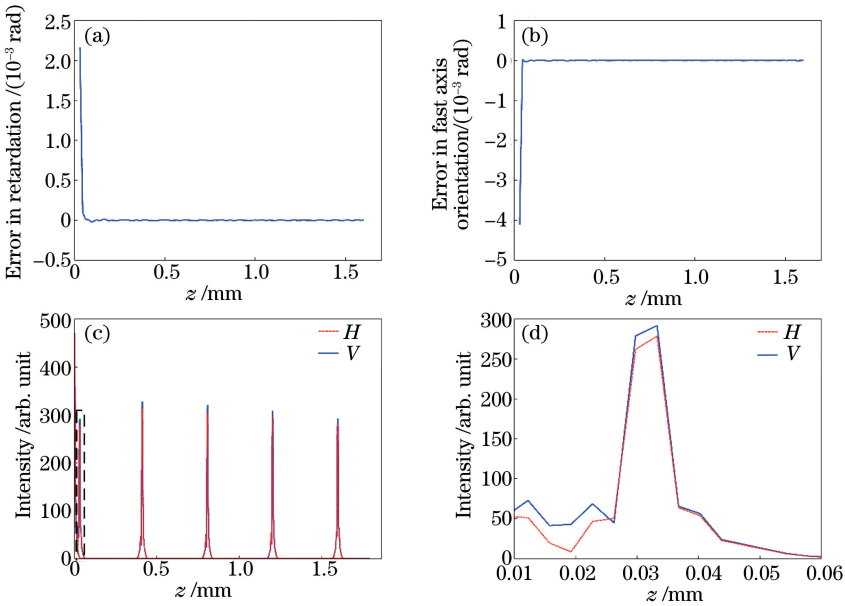 (a)
Error in retardation /(10⁻³ rad)
2.5
2.0
1.5
1.0
0.5
0
−0.5
0.5
1.0
1.5
z /mm
(b)
Error in fast axis
orientation/(10⁻³ rad)
1
0
−1
−2
−3
−4
−5
0
0.5
1.0
1.5
z /mm
(c)
H
V
Intensity /arb. unit
500
400
300
200
100
0
0
0.5
1.0
1.5
z /mm
(d)
H
V
Intensity /arb. unit
300
250
200
150
100
50
0
0.01
0.02
0.03
0.04
0.05
0.06
z /mm